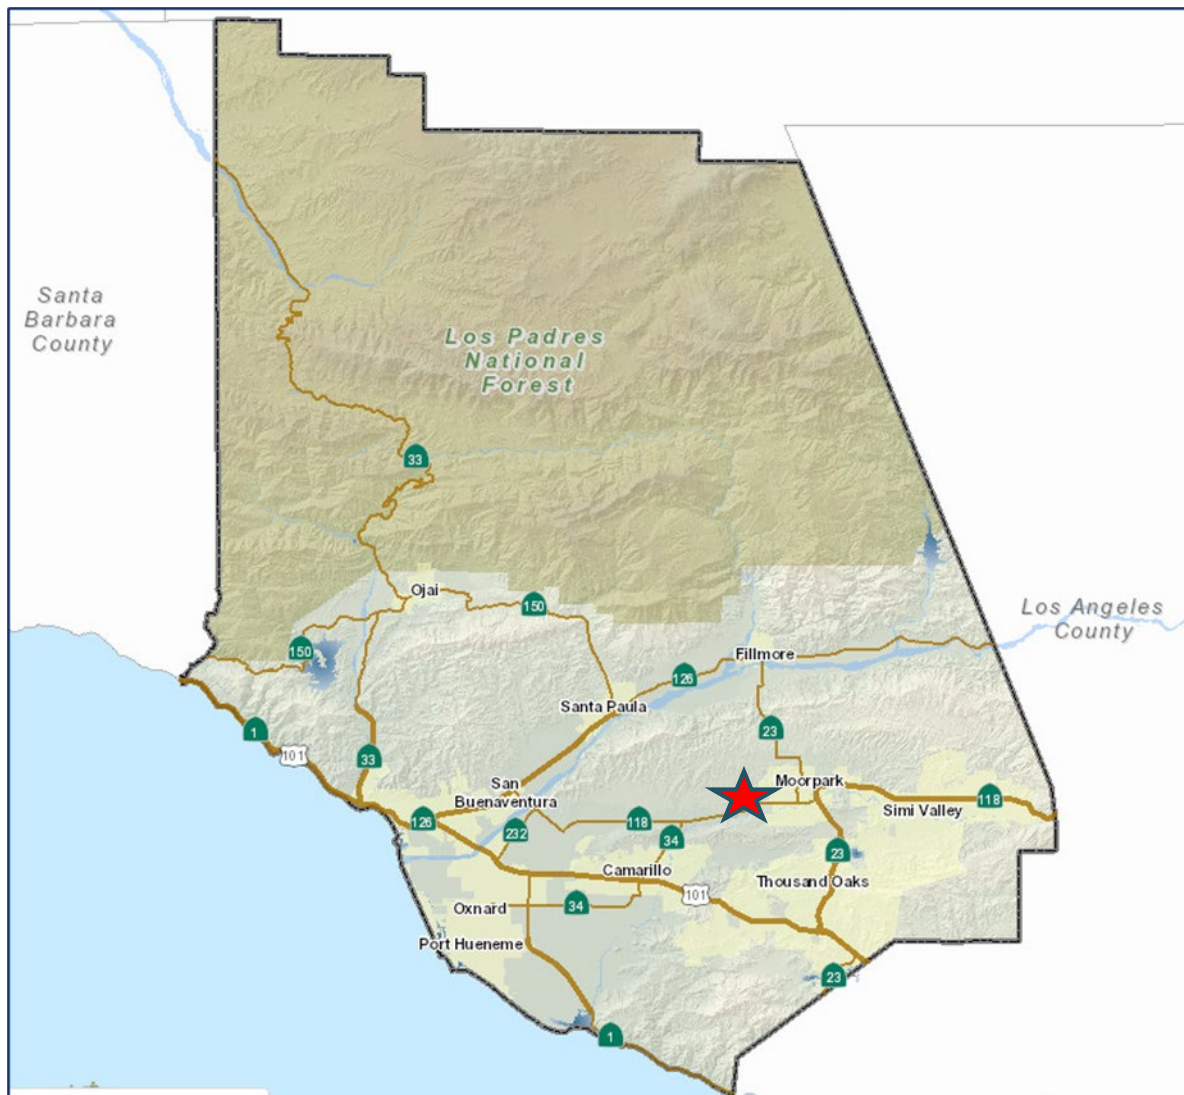 Santa
Barbara
County
Los Padres
National
Forest
33
Ojai
150
150
Los Angeles
County
Fillmore
126
Santa Paula
1
101
33
23
San
Buenaventura
Moorpark
118
Simi Valley
126
232
118
34
23
Camarillo
Thousand Oaks
101
Oxnard
34
Port Hueneme
23
1